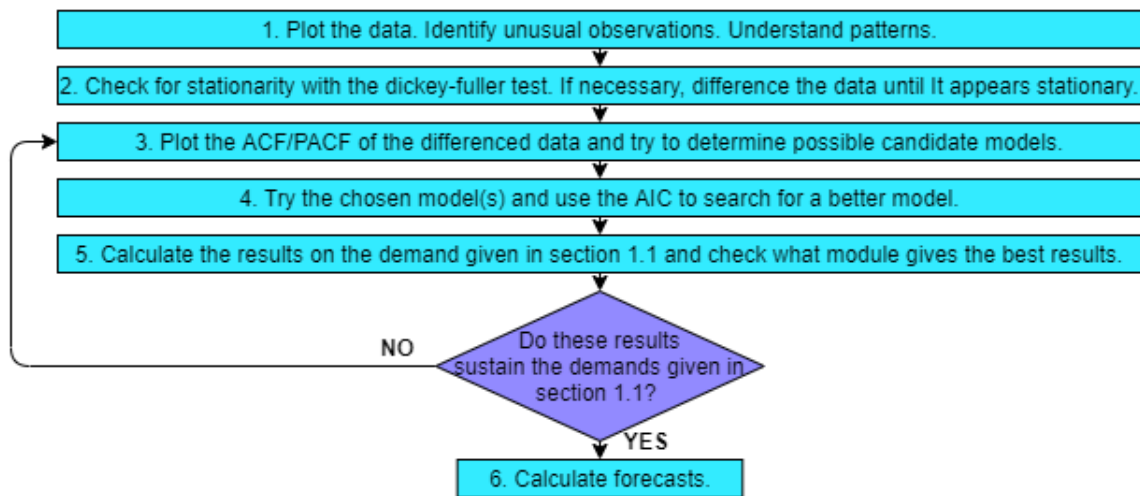 1. Plot the data. Identify unusual observations. Understand patterns.
2. Check for stationarity with the dickey-fuller test. If necessary, difference the data until It appears stationary.
3. Plot the ACF/PACF of the differenced data and try to determine possible candidate models.
4. Try the chosen model(s) and use the AIC to search for a better model.
5. Calculate the results on the demand given in section 1.1 and check what module gives the best results.
Do these results
sustain the demands given in
section 1.1?
NO
YES
6. Calculate forecasts.